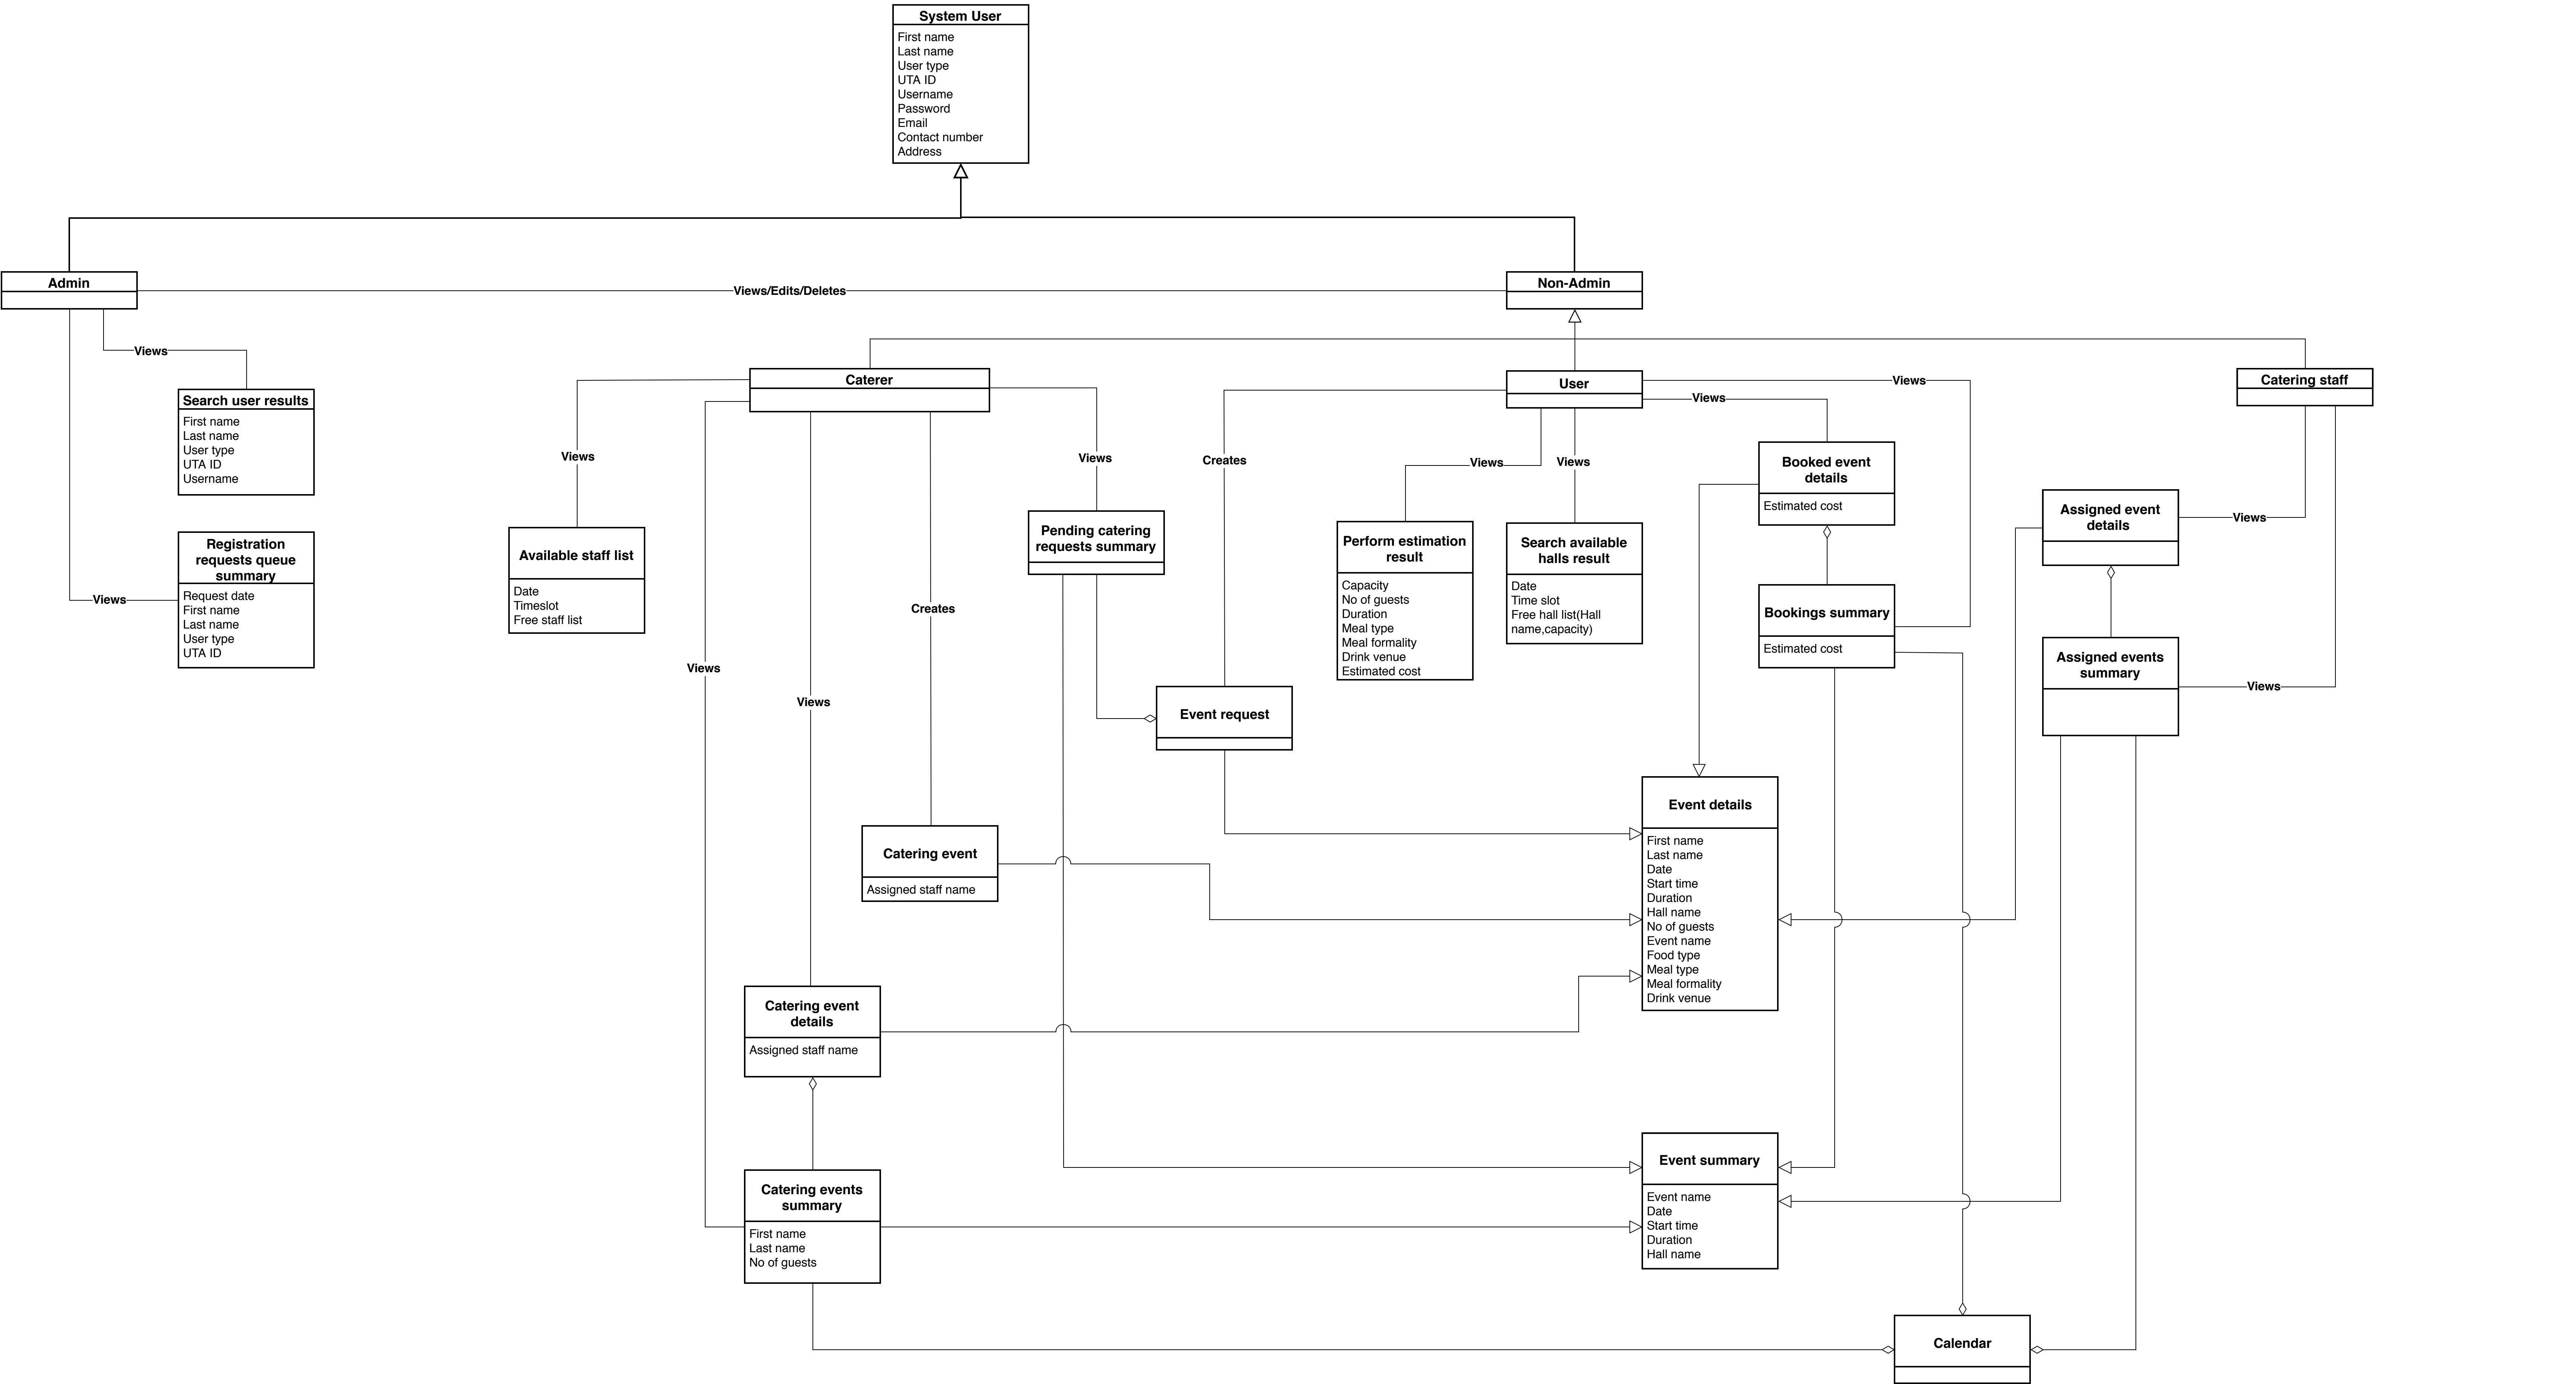 System User
First name
Last name
User type
UTA ID
Username
Password
Email
Contact number
Address
Admin
Views/Edits/Deletes
Non-Admin
Views
Search user results
First name
Last name
User type
UTA ID
Username
Registration
requests queue
summary
Request date
First name
Last name
User type
UTA ID
Views
Caterer
User
Catering staff
Views
Available staff list
Date
Timeslot
Free staff list
Views
Views
Creates
Views
Pending catering
requests summary
Creates
Event request
Views
Perform estimation
result
Capacity
No of guests
Duration
Meal type
Meal formality
Drink venue
Estimated cost
Views
Search available
halls result
Date
Time slot
Free hall list(Hall
name,capacity)
Views
Views
Booked event
details
Estimated cost
Bookings summary
Estimated cost
Assigned event
details
Views
Assigned events
summary
Views
Event details
First name
Last name
Date
Start time
Duration
Hall name
No of guests
Event name
Food type
Meal type
Meal formality
Drink venue
Catering event
Assigned staff name
Catering event
details
Assigned staff name
Catering events
summary
First name
Last name
No of guests
Event summary
Event name
Date
Start time
Duration
Hall name
Calendar